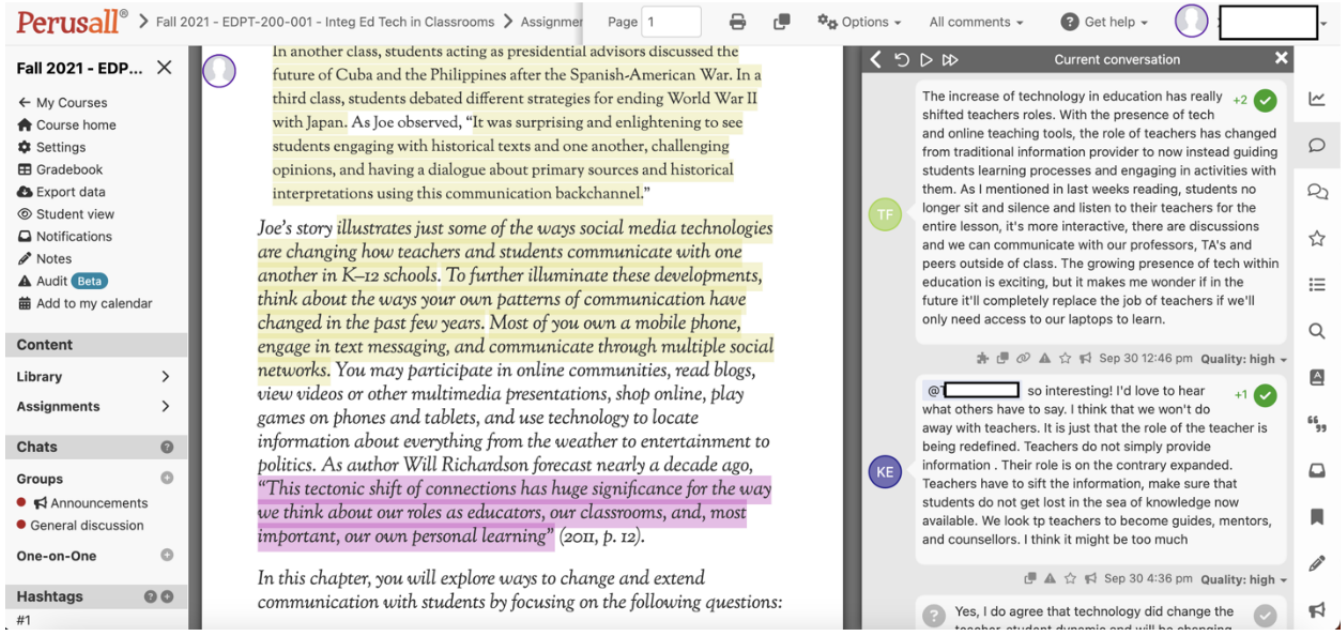 Perusall® > Fall 2021 - EDPT-200-001 - Integ Ed Tech in Classrooms > Assignmer
Page 1 Options All comments ? Get help
Fall 2021 - EDP...
My Courses
Course home
Settings
Gradebook
Export data
Student view
Notifications
Notes
Audit Beta
Add to my calendar
Content
Library
Assignments
Chats ?
Groups
Announcements
General discussion
One-on-One
Hashtags ?
#1
In another class, students acting as presidential advisors discussed the
future of Cuba and the Philippines after the Spanish-American War. In a
third class, students debated different strategies for ending World War II
with Japan. As Joe observed, “It was surprising and enlightening to see
students engaging with historical texts and one another, challenging
opinions, and having a dialogue about primary sources and historical
interpretations using this communication backchannel.”
Joe’s story illustrates just some of the ways social media technologies
are changing how teachers and students communicate with one
another in K–12 schools. To further illuminate these developments,
think about the ways your own patterns of communication have
changed in the past few years. Most of you own a mobile phone,
engage in text messaging, and communicate through multiple social
networks. You may participate in online communities, read blogs,
view videos or other multimedia presentations, shop online, play
games on phones and tablets, and use technology to locate
information about everything from the weather to entertainment to
politics. As author Will Richardson forecast nearly a decade ago,
“This tectonic shift of connections has huge significance for the way
we think about our roles as educators, our classrooms, and, most
important, our own personal learning” (2011, p. 12).
In this chapter, you will explore ways to change and extend
communication with students by focusing on the following questions:
Current conversation
TF
The increase of technology in education has really +2
shifted teachers roles. With the presence of tech
and online teaching tools, the role of teachers has changed
from traditional information provider to now instead guiding
students learning processes and engaging in activities with
them. As I mentioned in last weeks reading, students no
longer sit and silence and listen to their teachers for the
entire lesson, it's more interactive, there are discussions
and we can communicate with our professors, TA's and
peers outside of class. The growing presence of tech within
education is exciting, but it makes me wonder if in the
future it'll completely replace the job of teachers if we'll
only need access to our laptops to learn.
Sep 30 12:46 pm Quality: high
KE
@T so interesting! I'd love to hear +1
what others have to say. I think that we won't do
away with teachers. It is just that the role of the teacher is
being redefined. Teachers do not simply provide
information . Their role is on the contrary expanded.
Teachers have to sift the information, make sure that
students do not get lost in the sea of knowledge now
available. We look tp teachers to become guides, mentors,
and counsellors. I think it might be too much
Sep 30 4:36 pm Quality: high
? Yes, I do agree that technology did change the
teacher-student dynamic and will be changing